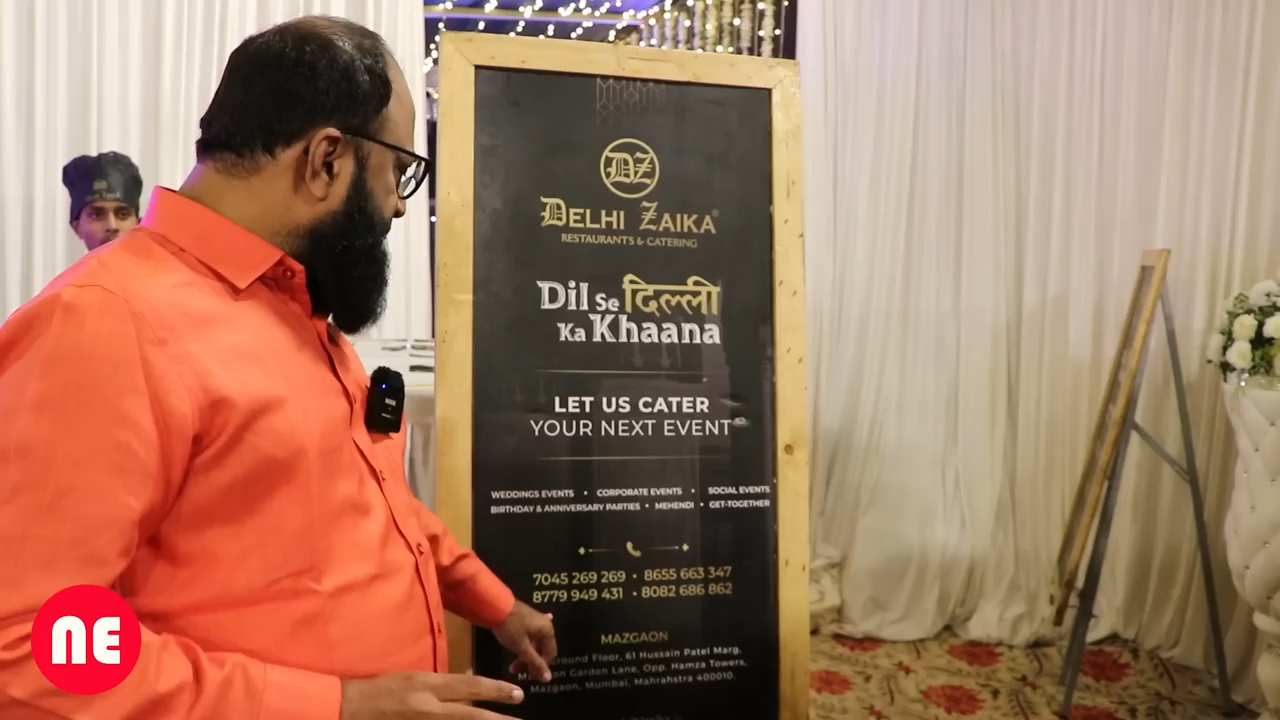 DZ
DELHI ZAIKA
RESTAURANTS & CATERING
Dil Se दिल्ली
Ka Khaana
LET US CATER
YOUR NEXT EVENT
WEDDINGS EVENTS • CORPORATE EVENTS • SOCIAL EVENTS
BIRTHDAY & ANNIVERSARY PARTIES • MEHENDI • GET-TOGETHER
7045 269 269 • 8655 663 347
8779 949 431 • 8082 686 862
MAZGAON
Ground Floor, 61 Hussain Patel Marg,
Garden Lane, Opp. Hamza Towers,
Mazgaon, Mumbai, Mahrahstra 400010.
NE